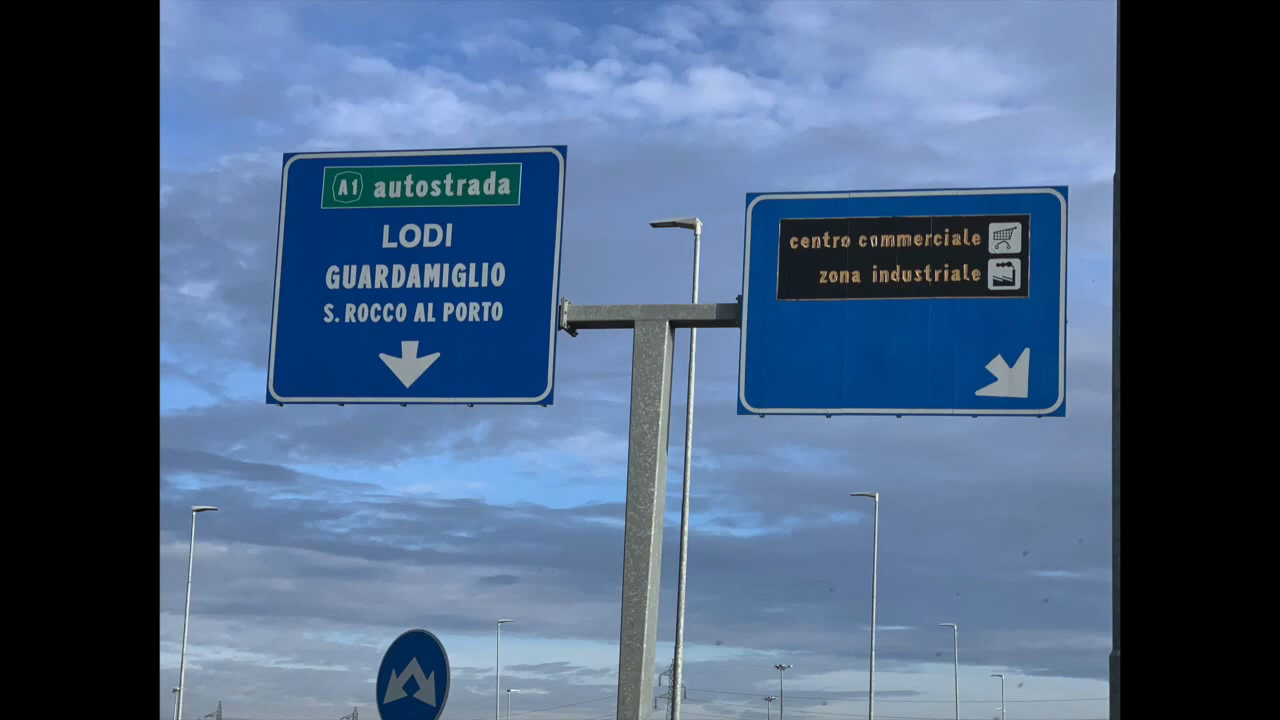 A1 autostrada
LODI
GUARDAMIGLIO
S. ROCCO AL PORTO
centro commerciale
zona industriale